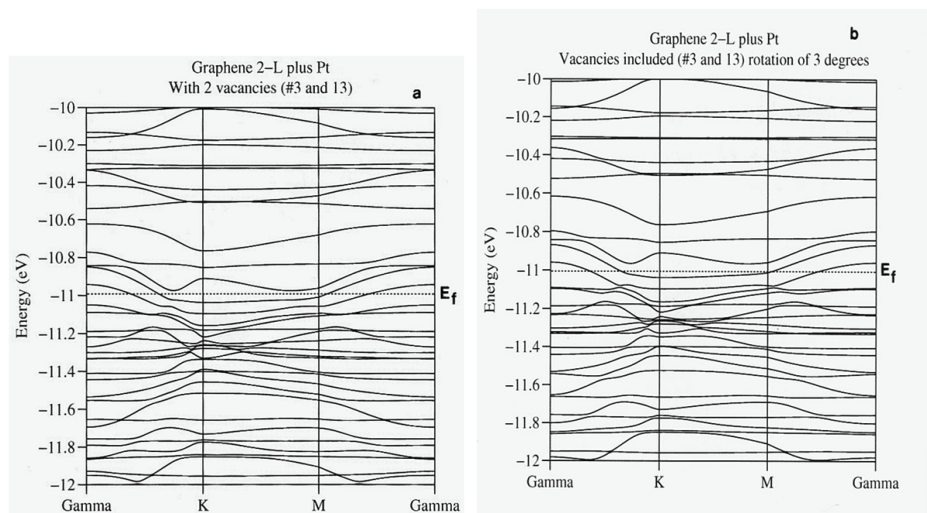 Graphene 2-L plus Pt
With 2 vacancies (#3 and 13)
a
-10
-10.2
-10.4
-10.6
-10.8
-11
-11.2
-11.4
-11.6
-11.8
-12
Energy (eV)
Ef
Gamma K M Gamma
b
Graphene 2-L plus Pt
Vacancies included (#3 and 13) rotation of 3 degrees
-10
-10.2
-10.4
-10.6
-10.8
-11
-11.2
-11.4
-11.6
-11.8
-12
Energy (eV)
Ef
Gamma K M Gamma